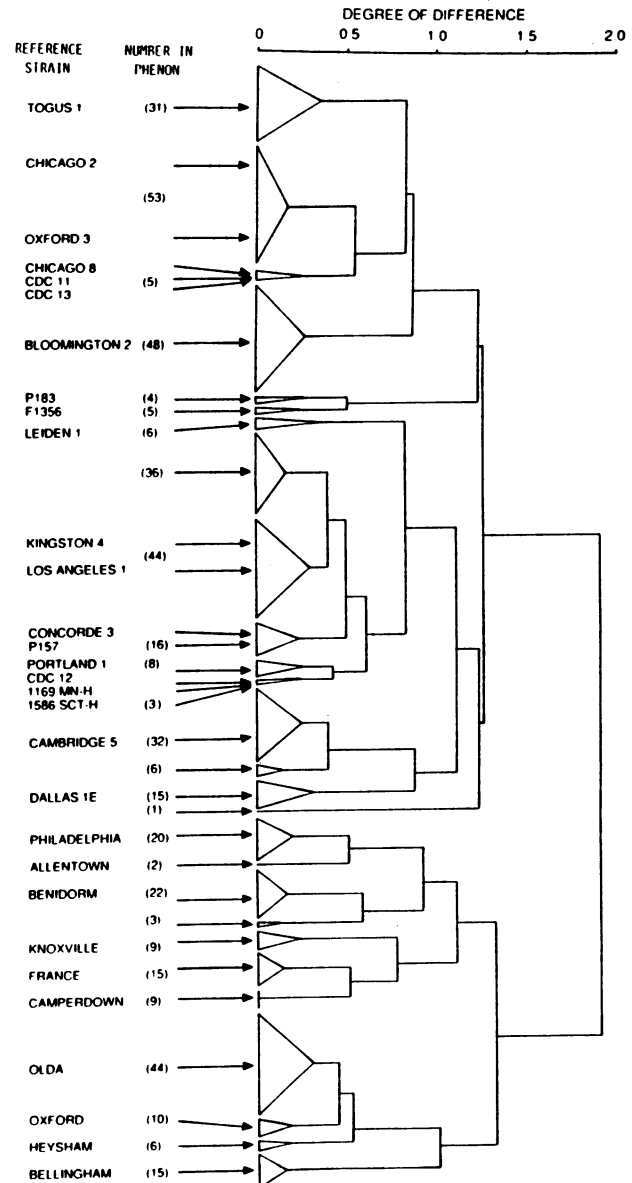 DEGREE OF DIFFERENCE
REFERENCE STRAIN
NUMBER IN PHENON
0 0 5 1 0 1 5 2 0
TOGUS 1 (31)
CHICAGO 2
(53)
OXFORD 3
CHICAGO 8
CDC 11 (5)
CDC 13
BLOOMINGTON 2 (48)
P183 (4)
F1356 (5)
LEIDEN 1 (6)
(36)
KINGSTON 4
(44)
LOS ANGELES 1
CONCORDE 3
P157 (16)
PORTLAND 1 (8)
CDC 12
1169 MN-H
1586 SCT-H (3)
CAMBRIDGE 5 (32)
(6)
DALLAS 1E (15)
(1)
PHILADELPHIA (20)
ALLENTOWN (2)
BENIDORM (22)
(3)
KNOXVILLE (9)
FRANCE (15)
CAMPERDOWN (9)
OLDA (44)
OXFORD (10)
HEYSHAM (6)
BELLINGHAM (15)